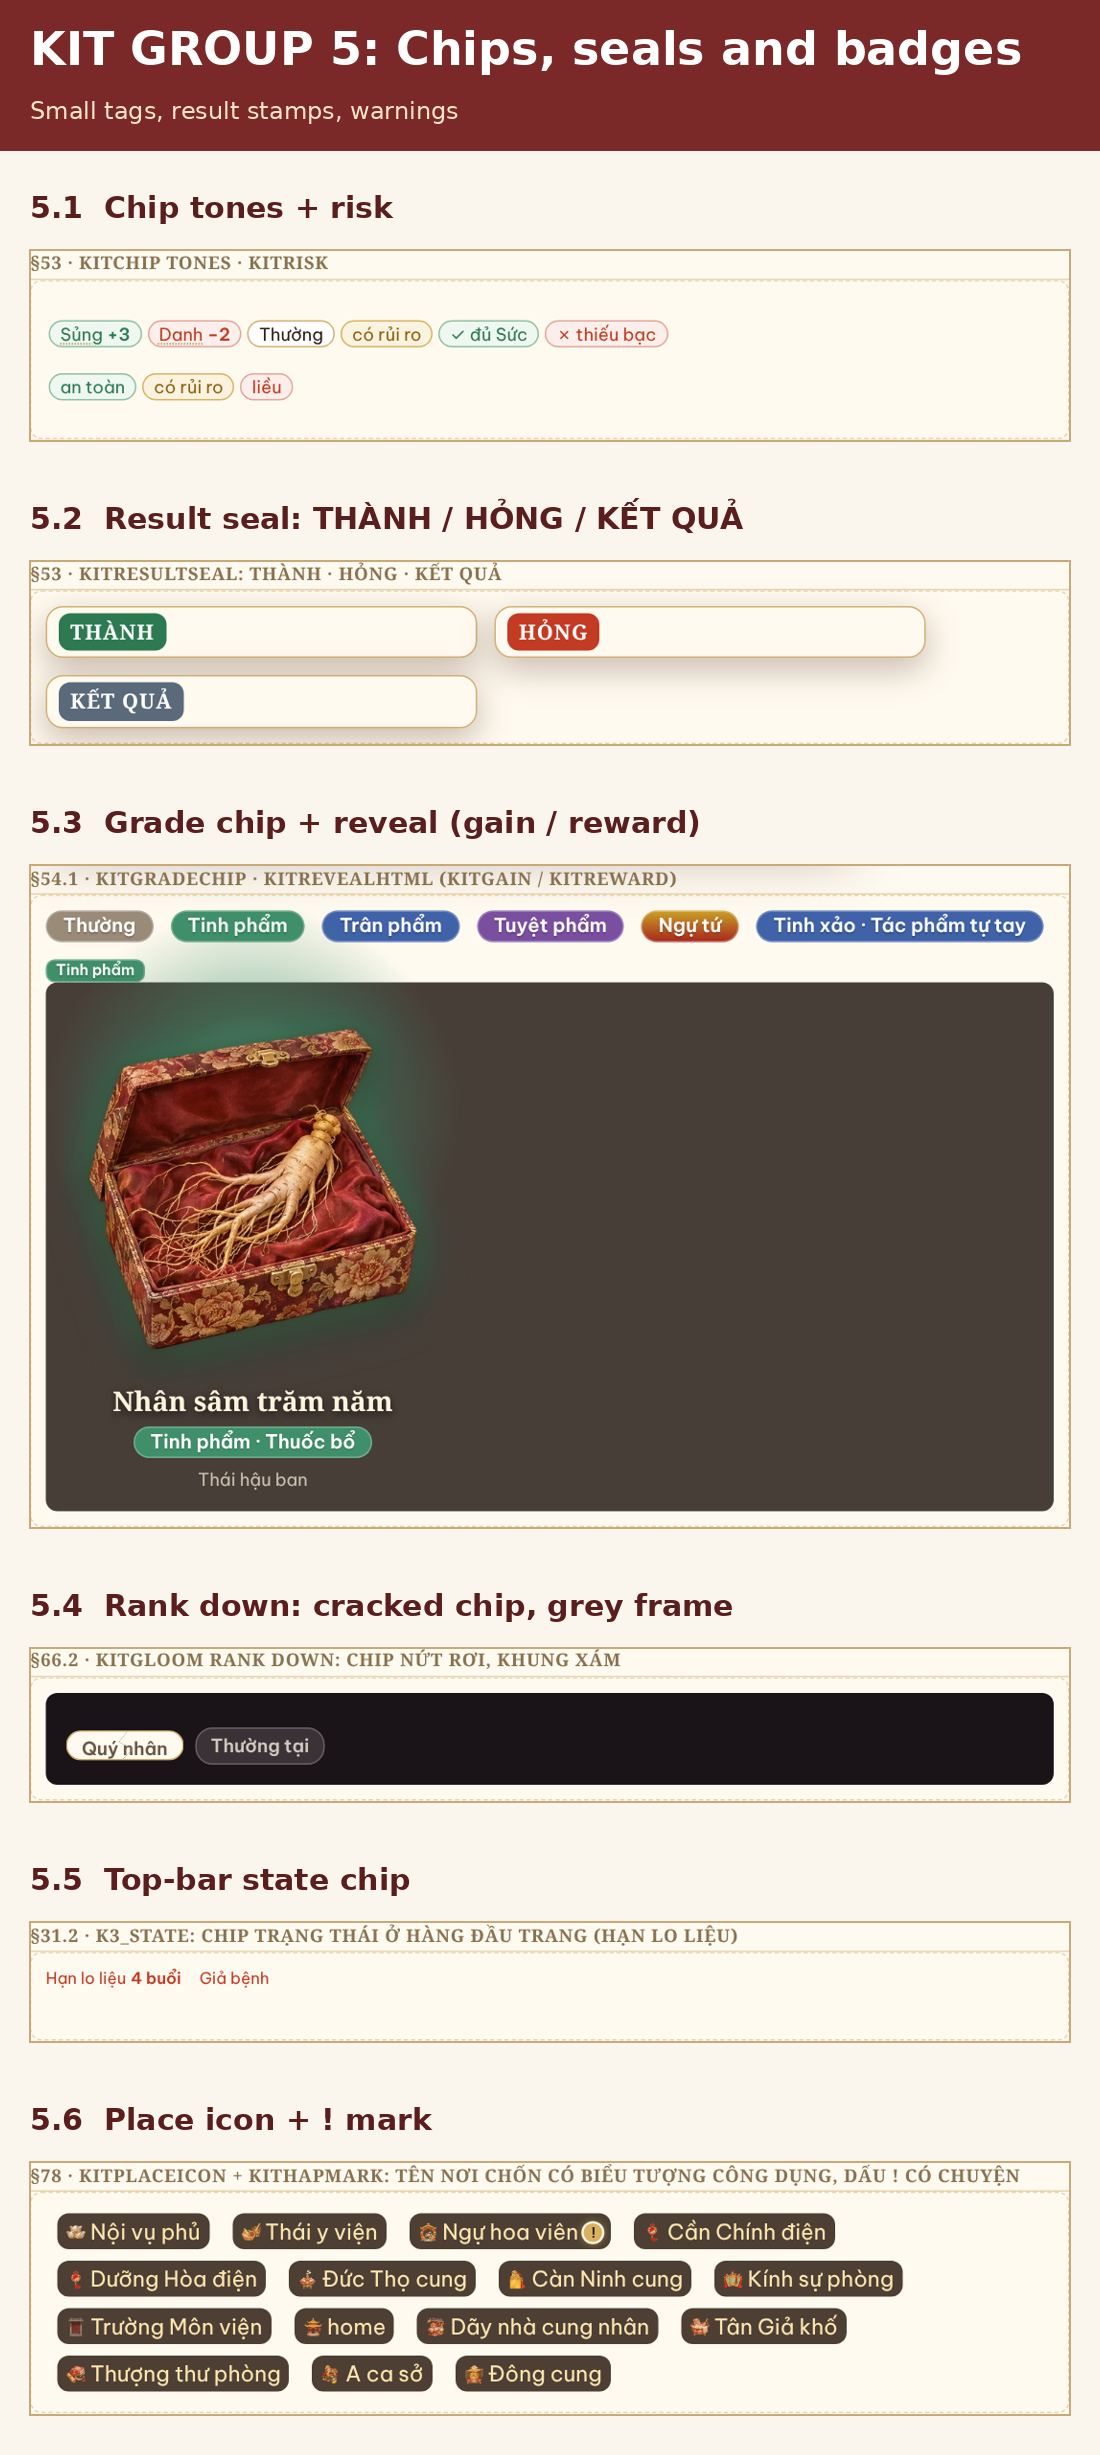 KIT GROUP 5: Chips, seals and badges
Small tags, result stamps, warnings
5.1 Chip tones + risk
§53 · KITCHIP TONES · KITRISK
Sủng +3 Danh −2 Thường có rủi ro ✓ đủ Sức × thiếu bạc
an toàn có rủi ro liều
5.2 Result seal: THÀNH / HỎNG / KẾT QUẢ
§53 · KITRESULTSEAL: THÀNH · HỎNG · KẾT QUẢ
THÀNH HỎNG
KẾT QUẢ
5.3 Grade chip + reveal (gain / reward)
§54.1 · KITGRADECHIP · KITREVEALHTML (KITGAIN / KITREWARD)
Thường Tinh phẩm Trân phẩm Tuyệt phẩm Ngự tứ Tinh xảo · Tác phẩm tự tay
Tinh phẩm
Nhân sâm trăm năm
Tinh phẩm · Thuốc bổ
Thái hậu ban
5.4 Rank down: cracked chip, grey frame
§66.2 · KITGLOOM RANK DOWN: CHIP NỨT RƠI, KHUNG XÁM
Quý nhân Thường tại
5.5 Top-bar state chip
§31.2 · K3_STATE: CHIP TRẠNG THÁI Ở HÀNG ĐẦU TRANG (HẠN LO LIỆU)
Hạn lo liệu 4 buổi Giả bệnh
5.6 Place icon + ! mark
§78 · KITPLACEICON + KITHAPMARK: TÊN NƠI CHỐN CÓ BIỂU TƯỢNG CÔNG DỤNG, DẤU ! CÓ CHUYỆN
Nội vụ phủ Thái y viện Ngự hoa viên ! Cần Chính điện
Dưỡng Hòa điện Đức Thọ cung Càn Ninh cung Kính sự phòng
Trường Môn viện home Dãy nhà cung nhân Tân Giả khố
Thượng thư phòng A ca sở Đông cung